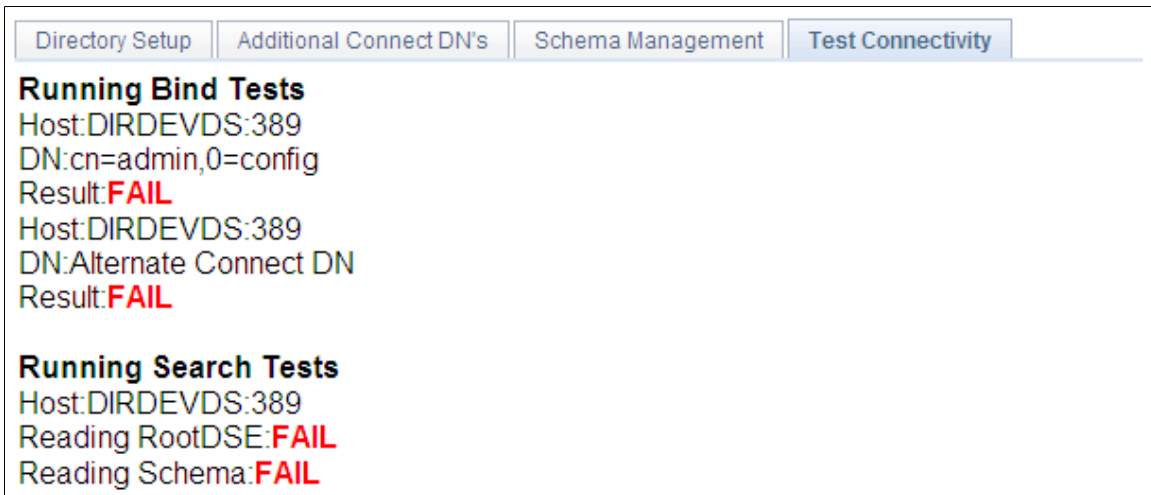 Directory Setup Additional Connect DN's Schema Management Test Connectivity
Running Bind Tests
Host:DIRDEVDS:389
DN:cn=admin,0=config
Result:FAIL
Host:DIRDEVDS:389
DN:Alternate Connect DN
Result:FAIL
Running Search Tests
Host:DIRDEVDS:389
Reading RootDSE:FAIL
Reading Schema:FAIL